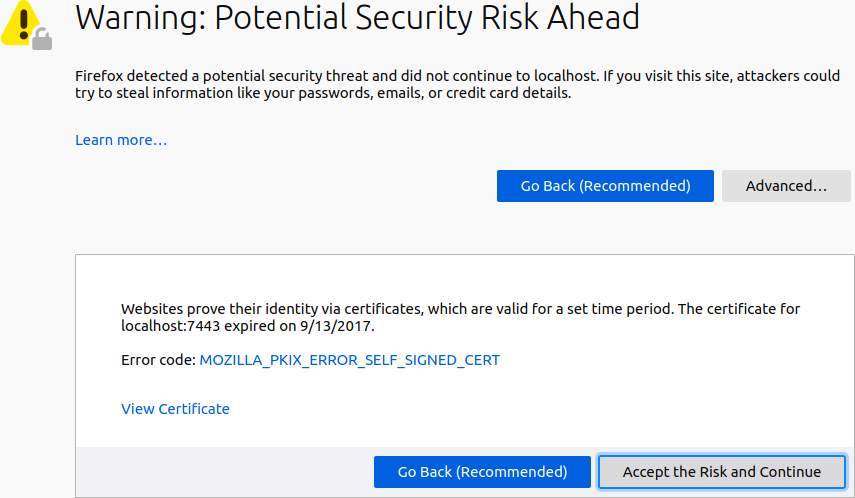 Warning: Potential Security Risk Ahead
Firefox detected a potential security threat and did not continue to localhost. If you visit this site, attackers could
try to steal information like your passwords, emails, or credit card details.
Learn more…
Go Back (Recommended)
Advanced…
Websites prove their identity via certificates, which are valid for a set time period. The certificate for
localhost:7443 expired on 9/13/2017.
Error code: MOZILLA_PKIX_ERROR_SELF_SIGNED_CERT
View Certificate
Go Back (Recommended)
Accept the Risk and Continue